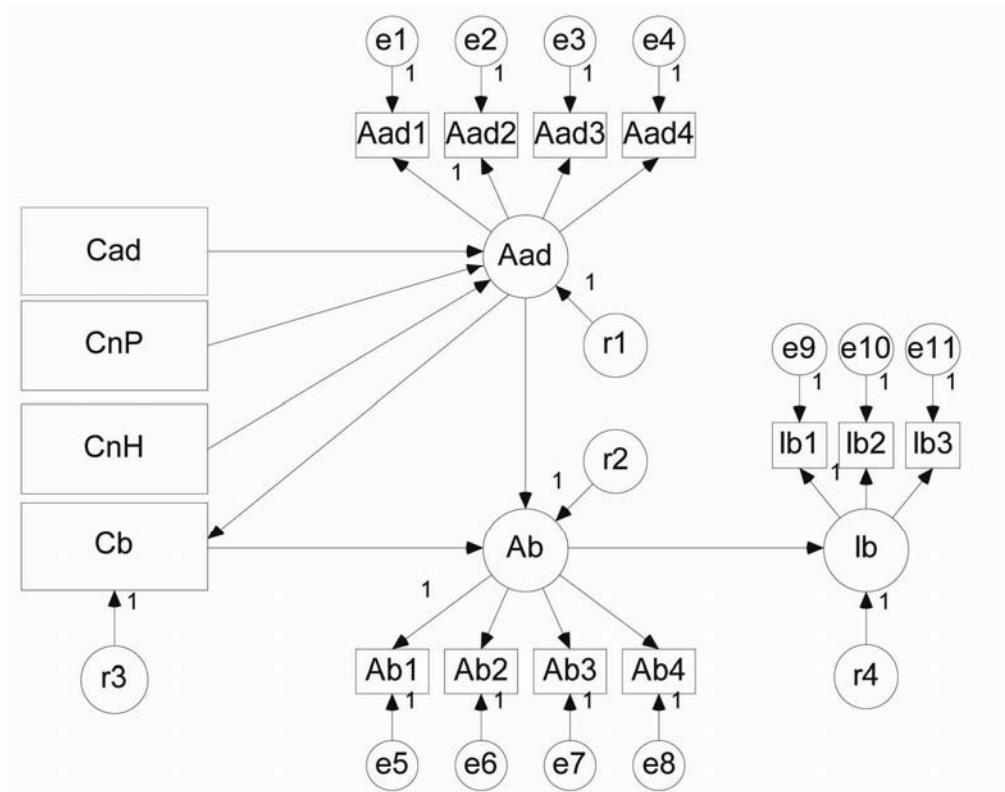 e1 e2 e3 e4
1 1 1 1
Aad1 Aad2 Aad3 Aad4
1
Cad
Aad
1
CnP
r1
e9 e10 e11
1 1 1
CnH
r2
Ib1 Ib2 Ib3
1
1
Cb
Ab
Ib
1
1
1
r3
Ab1 Ab2 Ab3 Ab4
r4
1 1 1 1
e5 e6 e7 e8